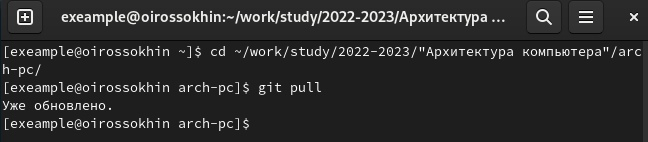 exeample@oirossokhin:~/work/study/2022-2023/Архитектура ...
[exeample@oirossokhin ~]$ cd ~/work/study/2022-2023/"Архитектура компьютера"/arc
h-pc/
[exeample@oirossokhin arch-pc]$ git pull
Уже обновлено.
[exeample@oirossokhin arch-pc]$